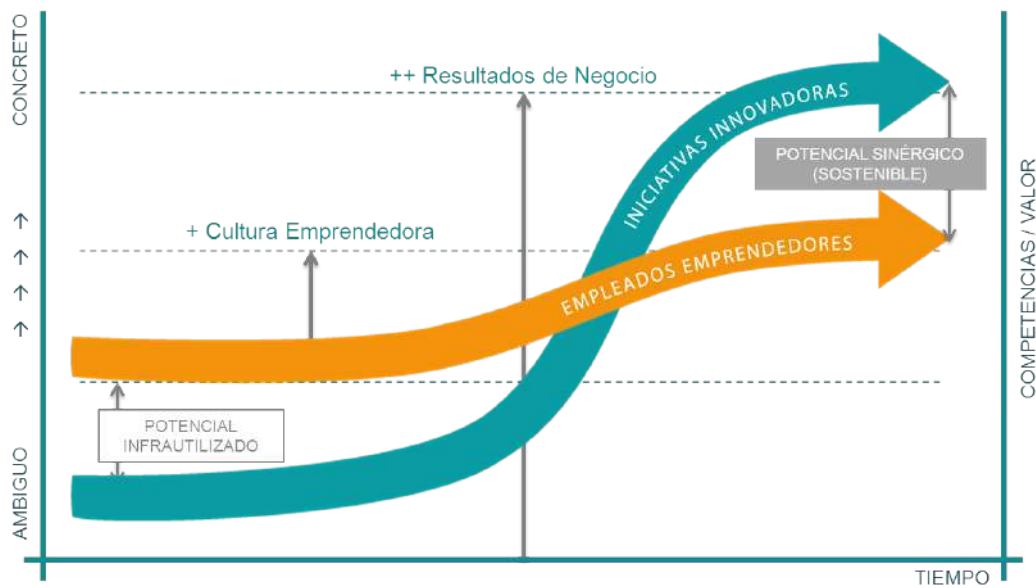 CONCRETO
++ Resultados de Negocio
INICIATIVAS INNOVADORAS
POTENCIAL SINÉRGICO
(SOSTENIBLE)
+ Cultura Emprendedora
EMPLEADOS EMPRENDEDORES
COMPETENCIAS / VALOR
POTENCIAL
INFRAUTILIZADO
AMBIGUO
TIEMPO